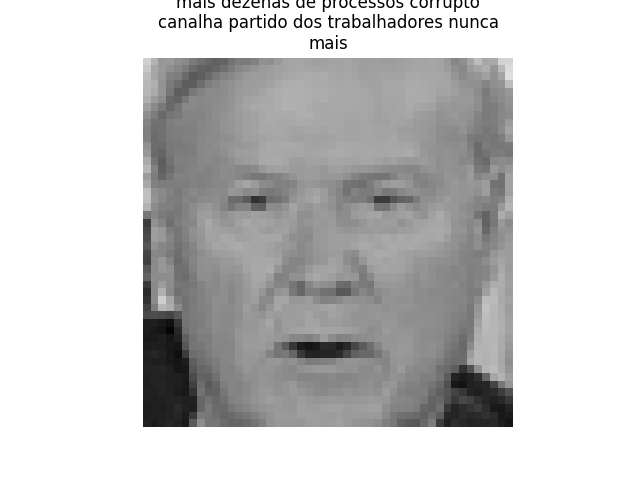 mais dezenas de processos corrupto
canalha partido dos trabalhadores nunca
mais